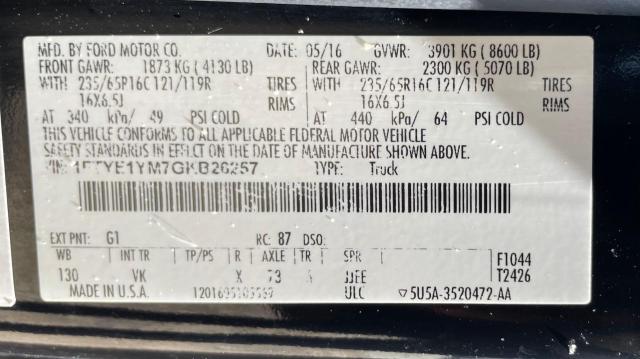 MFD. BY FORD MOTOR CO. DATE: 05/16 GVWR: 3901 KG ( 8600 LB)
FRONT GAWR: 1873 KG ( 4130 LB) REAR GAWR: 2300 KG ( 5070 LB)
WITH 235/65R16C 121/119R TIRES WITH 235/65R16C 121/119R TIRES
16X6.5J RIMS 16X6.5J RIMS
AT 340 kPa/ 49 PSI COLD AT 440 kPa/ 64 PSI COLD
THIS VEHICLE CONFORMS TO ALL APPLICABLE FEDERAL MOTOR VEHICLE
SAFETY STANDARDS IN EFFECT ON THE DATE OF MANUFACTURE SHOWN ABOVE.
VIN: 1FTYE1YM7GKB26257 TYPE: Truck
EXT PNT: G1 RC: 87 DSO:
WB INT TR TP/PS R AXLE TR SPR F1044
130 VK X 73 T2426
MADE IN U.S.A. ULC 5U5A-3520472-AA